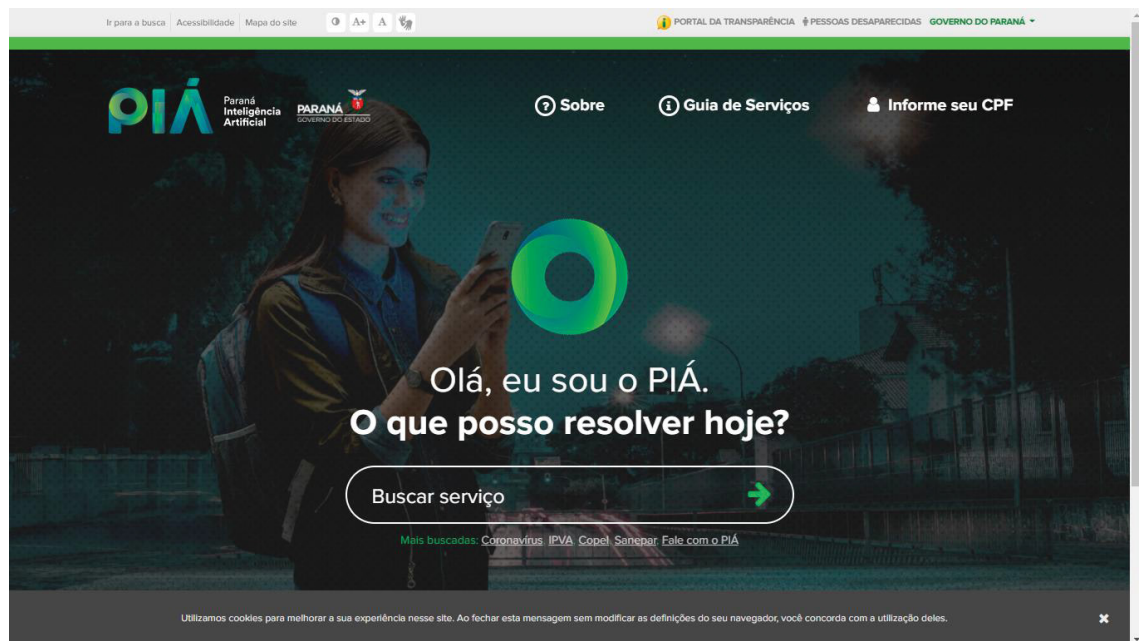 Ir para a busca Acessibilidade Mapa do site A+ A PORTAL DA TRANSPARÊNCIA PESSOAS DESAPARECIDAS GOVERNO DO PARANÁ
PIÁ
Paraná
Inteligência
Artificial
PARANÁ
GOVERNO DO ESTADO
Sobre
Guia de Serviços
Informe seu CPF
Olá, eu sou o PIÁ.
O que posso resolver hoje?
Buscar serviço
Mais buscadas: Coronavírus, IPVA, Copel, Sanepar, Fale com o PIÁ
Utilizamos cookies para melhorar a sua experiência nesse site. Ao fechar esta mensagem sem modificar as definições do seu navegador, você concorda com a utilização deles.